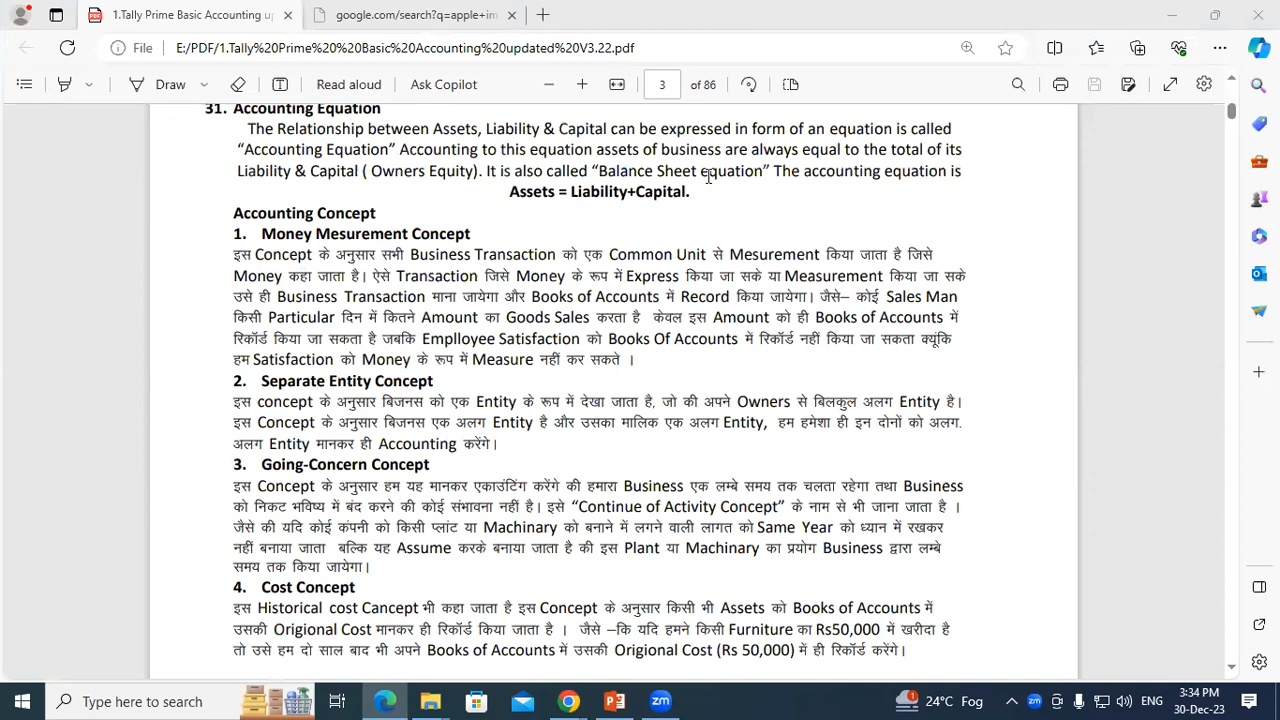 1.Tally Prime Basic Accounting up
google.com/search?q=apple+im
File
E:/PDF/1.Tally%20Prime%20%20Basic%20Accounting%20updated%20V3.22.pdf
Draw
Read aloud
Ask Copilot
3 of 86
31. Accounting Equation
The Relationship between Assets, Liability & Capital can be expressed in form of an equation is called
“Accounting Equation” Accounting to this equation assets of business are always equal to the total of its
Liability & Capital ( Owners Equity). It is also called “Balance Sheet equation” The accounting equation is
Assets = Liability+Capital.
Accounting Concept
1. Money Mesurement Concept
इस Concept के अनुसार सभी Business Transaction को एक Common Unit से Mesurement किया जाता है जिसे
Money कहा जाता है। ऐसे Transaction जिसे Money के रूप में Express किया जा सके या Measurement किया जा सके
उसे ही Business Transaction माना जायेगा और Books of Accounts में Record किया जायेगा। जैसे– कोई Sales Man
किसी Particular दिन में कितने Amount का Goods Sales करता है केवल इस Amount को ही Books of Accounts में
रिकॉर्ड किया जा सकता है जबकि Emplloyee Satisfaction को Books Of Accounts में रिकॉर्ड नहीं किया जा सकता क्यूंकि
हम Satisfaction को Money के रूप में Measure नहीं कर सकते ।
2. Separate Entity Concept
इस concept के अनुसार बिजनस को एक Entity के रूप में देखा जाता है, जो की अपने Owners से बिलकुल अलग Entity है।
इस Concept के अनुसार बिजनस एक अलग Entity है और उसका मालिक एक अलग Entity, हम हमेशा ही इन दोनों को अलग.
अलग Entity मानकर ही Accounting करेंगे।
3. Going-Concern Concept
इस Concept के अनुसार हम यह मानकर एकाउंटिंग करेंगे की हमारा Business एक लम्बे समय तक चलता रहेगा तथा Business
को निकट भविष्य में बंद करने की कोई संभावना नहीं है। इसे “Continue of Activity Concept” के नाम से भी जाना जाता है ।
जैसे की यदि कोई कंपनी को किसी प्लांट या Machinary को बनाने में लगने वाली लागत को Same Year को ध्यान में रखकर
नहीं बनाया जाता बल्कि यह Assume करके बनाया जाता है की इस Plant या Machinary का प्रयोग Business द्वारा लम्बे
समय तक किया जायेगा।
4. Cost Concept
इस Historical cost Cancept भी कहा जाता है इस Concept के अनुसार किसी भी Assets को Books of Accounts में
उसकी Origional Cost मानकर ही रिकॉर्ड किया जाता है । जैसे –कि यदि हमने किसी Furniture का Rs50,000 में खरीदा है
तो उसे हम दो साल बाद भी अपने Books of Accounts में उसकी Origional Cost (Rs 50,000) में ही रिकॉर्ड करेंगे।
Type here to search
24°C Fog
ENG
3:34 PM
30-Dec-23